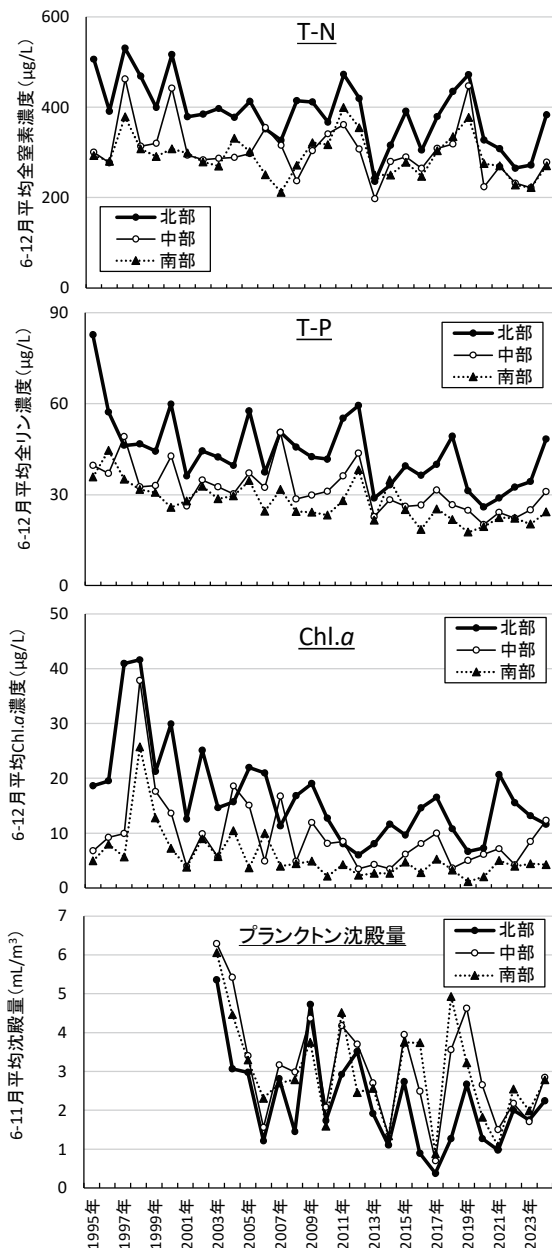 T-N
6-12月平均全窒素濃度(μg/L)
600
400
200
0
北部
中部
南部
T-P
6-12月平均全リン濃度(μg/L)
90
60
30
0
北部
中部
南部
Chl.a
6-12月平均Chl.a濃度(μg/L)
50
40
30
20
10
0
北部
中部
南部
プランクトン沈殿量
6-11月平均沈殿量(mL/m³)
7
6
5
4
3
2
1
0
北部
中部
南部
1995年
1997年
1999年
2001年
2003年
2005年
2007年
2009年
2011年
2013年
2015年
2017年
2019年
2021年
2023年